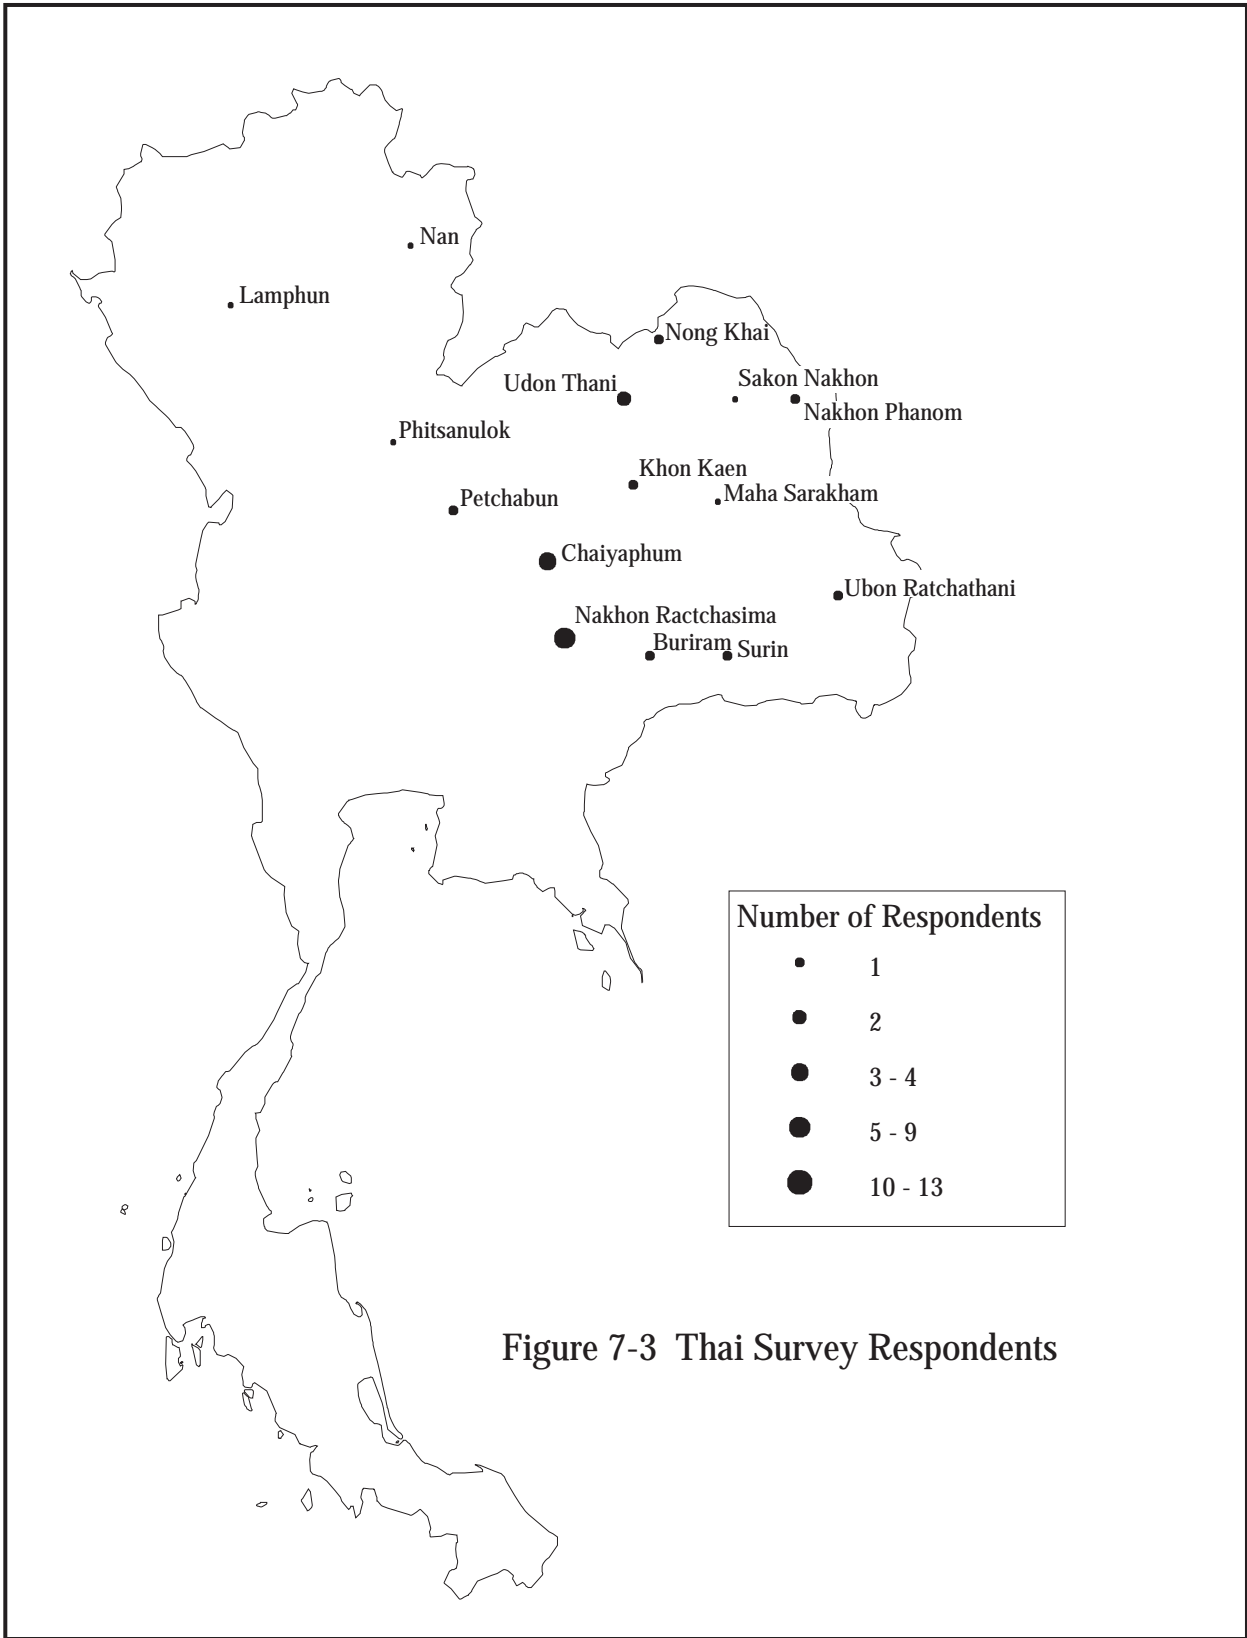 Nan
Lamphun
Nong Khai
Udon Thani
Sakon Nakhon
Nakhon Phanom
Phitsanulok
Khon Kaen
Maha Sarakham
Petchabun
Chaiyaphum
Ubon Ratchathani
Nakhon Ractchasima
Buriram
Surin
Number of Respondents
1
2
3 - 4
5 - 9
10 - 13
Figure 7-3 Thai Survey Respondents